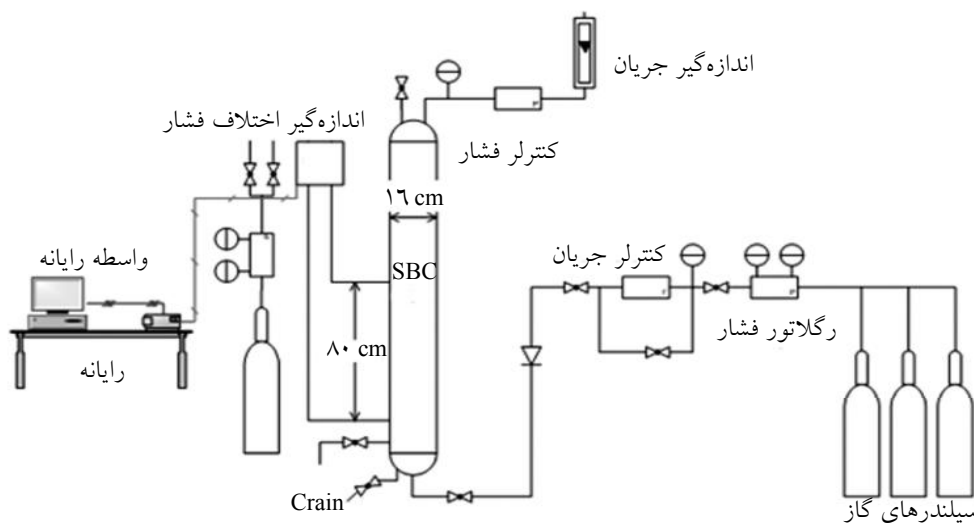 اندازه‌گیر جریان
اندازه‌گیر اختلاف فشار
کنترلر فشار
۱۶ cm
واسطه رایانه
SBC
کنترلر جریان
رگلاتور فشار
۸۰ cm
رایانه
Crain
سیلندرهای گاز